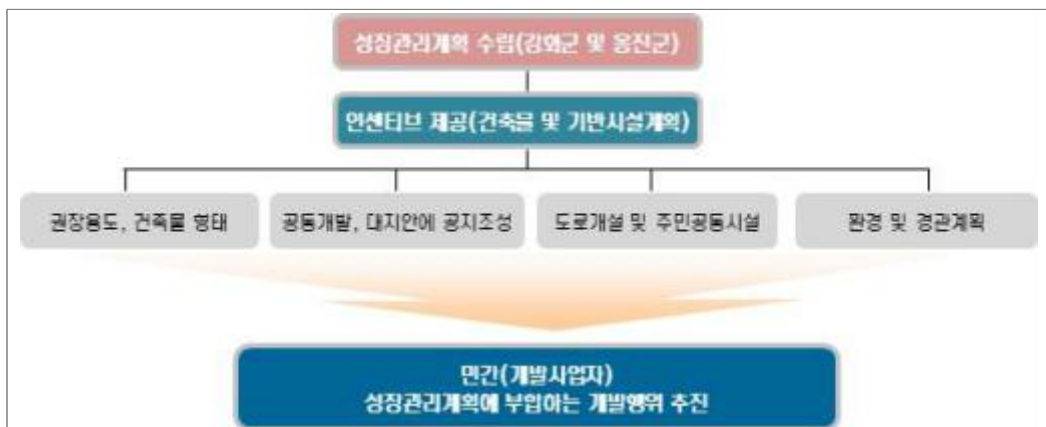 성장관리계획 수립(강화군 및 옹진군)
인센티브 제공(건축물 및 기반시설계획)
권장용도, 건축물 형태
공동개발, 대지안에 공지조성
도로개설 및 주민공동시설
환경 및 경관계획
민간(개발사업자)
성장관리계획에 부합하는 개발행위 추진